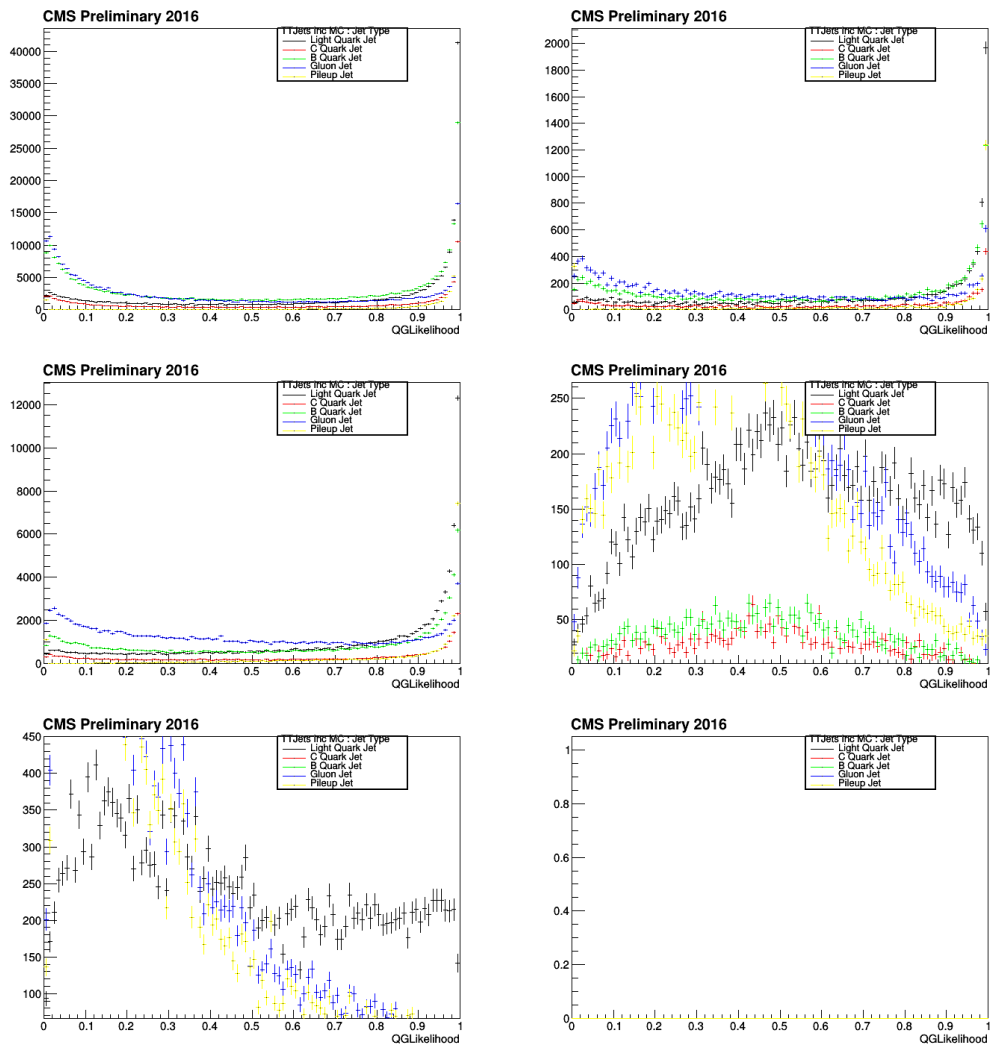 CMS Preliminary 2016
TTJets Inc MC : Jet Type
Light Quark Jet
C Quark Jet
B Quark Jet
Gluon Jet
Pileup Jet
40000
35000
30000
25000
20000
15000
10000
5000
0
0 0.1 0.2 0.3 0.4 0.5 0.6 0.7 0.8 0.9 1
QGLikelihood
CMS Preliminary 2016
TTJets Inc MC : Jet Type
Light Quark Jet
C Quark Jet
B Quark Jet
Gluon Jet
Pileup Jet
2000
1800
1600
1400
1200
1000
800
600
400
200
0
0 0.1 0.2 0.3 0.4 0.5 0.6 0.7 0.8 0.9 1
QGLikelihood
CMS Preliminary 2016
TTJets Inc MC : Jet Type
Light Quark Jet
C Quark Jet
B Quark Jet
Gluon Jet
Pileup Jet
12000
10000
8000
6000
4000
2000
0
0 0.1 0.2 0.3 0.4 0.5 0.6 0.7 0.8 0.9 1
QGLikelihood
CMS Preliminary 2016
TTJets Inc MC : Jet Type
Light Quark Jet
C Quark Jet
B Quark Jet
Gluon Jet
Pileup Jet
250
200
150
100
50
0 0.1 0.2 0.3 0.4 0.5 0.6 0.7 0.8 0.9 1
QGLikelihood
CMS Preliminary 2016
TTJets Inc MC : Jet Type
Light Quark Jet
C Quark Jet
B Quark Jet
Gluon Jet
Pileup Jet
450
400
350
300
250
200
150
100
0 0.1 0.2 0.3 0.4 0.5 0.6 0.7 0.8 0.9 1
QGLikelihood
CMS Preliminary 2016
TTJets Inc MC : Jet Type
Light Quark Jet
C Quark Jet
B Quark Jet
Gluon Jet
Pileup Jet
1
0.8
0.6
0.4
0.2
0
0 0.1 0.2 0.3 0.4 0.5 0.6 0.7 0.8 0.9 1
QGLikelihood